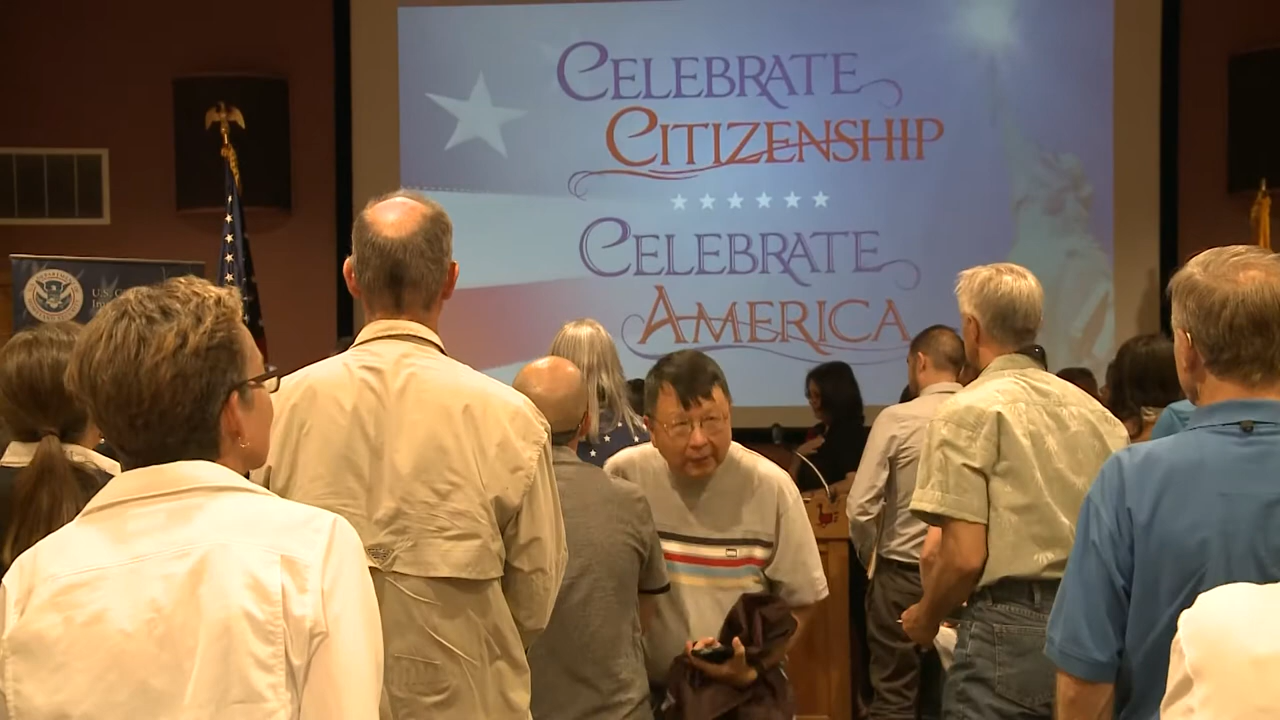 CELEBRATE
CITIZENSHIP
CELEBRATE
AMERICA
U.S.